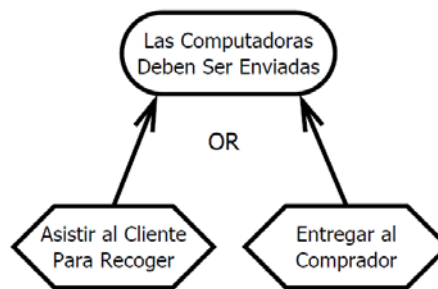 Las Computadoras
Deben Ser Enviadas
OR
Asistir al Cliente
Para Recoger
Entregar al
Comprador